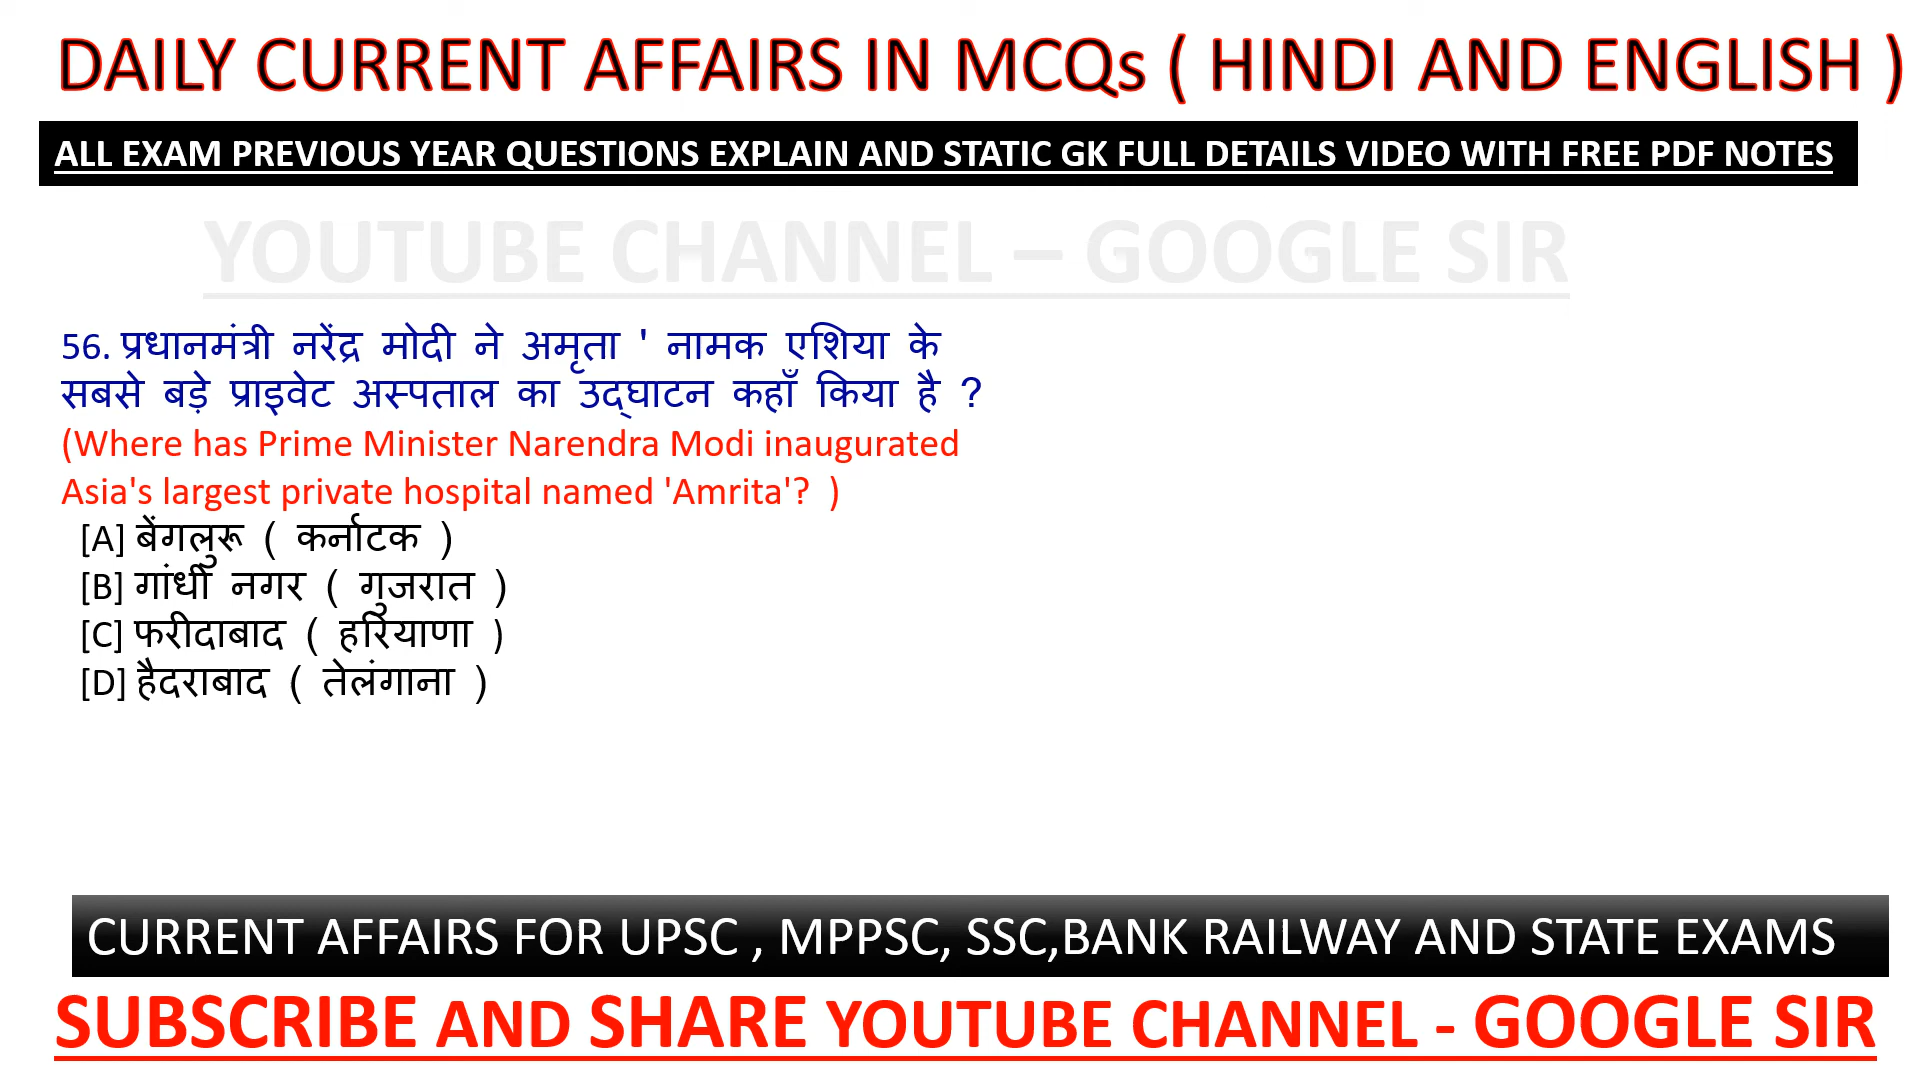 DAILY CURRENT AFFAIRS IN MCQs ( HINDI AND ENGLISH )
ALL EXAM PREVIOUS YEAR QUESTIONS EXPLAIN AND STATIC GK FULL DETAILS VIDEO WITH FREE PDF NOTES
YOUTUBE CHANNEL – GOOGLE SIR
56. प्रधानमंत्री नरेंद्र मोदी ने अमृता ' नामक एशिया के
सबसे बड़े प्राइवेट अस्पताल का उद्घाटन कहाँ किया है ?
(Where has Prime Minister Narendra Modi inaugurated
Asia's largest private hospital named 'Amrita'? )
[A] बेंगलुरू ( कर्नाटक )
[B] गांधी नगर ( गुजरात )
[C] फरीदाबाद ( हरियाणा )
[D] हैदराबाद ( तेलंगाना )
CURRENT AFFAIRS FOR UPSC , MPPSC, SSC,BANK RAILWAY AND STATE EXAMS
SUBSCRIBE AND SHARE YOUTUBE CHANNEL - GOOGLE SIR